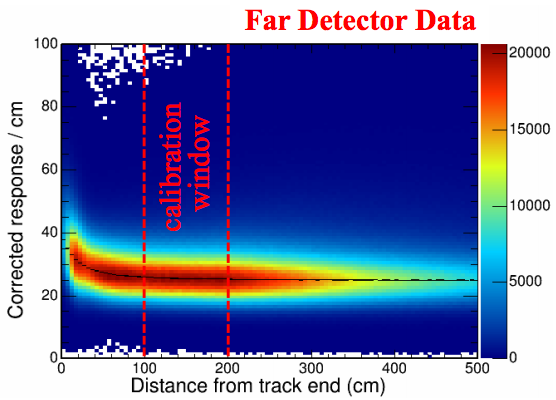 Far Detector Data
Corrected response / cm
100
80
60
40
20
0
calibration
window
20000
15000
10000
5000
0
0 100 200 300 400 500
Distance from track end (cm)